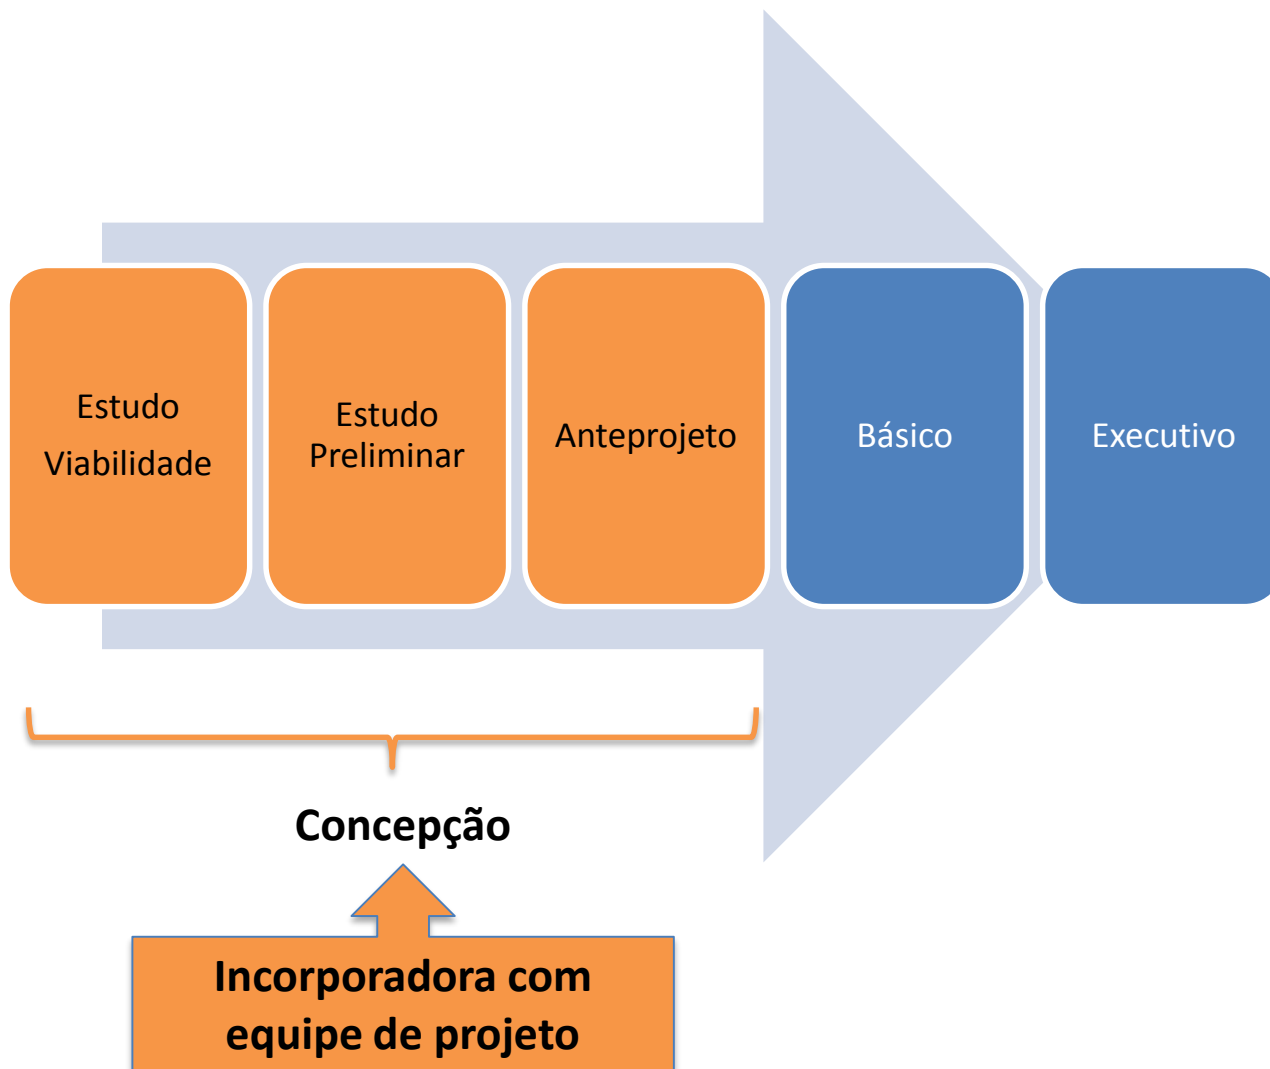 Estudo
Viabilidade
Estudo
Preliminar
Anteprojeto
Básico
Executivo
Concepção
Incorporadora com
equipe de projeto